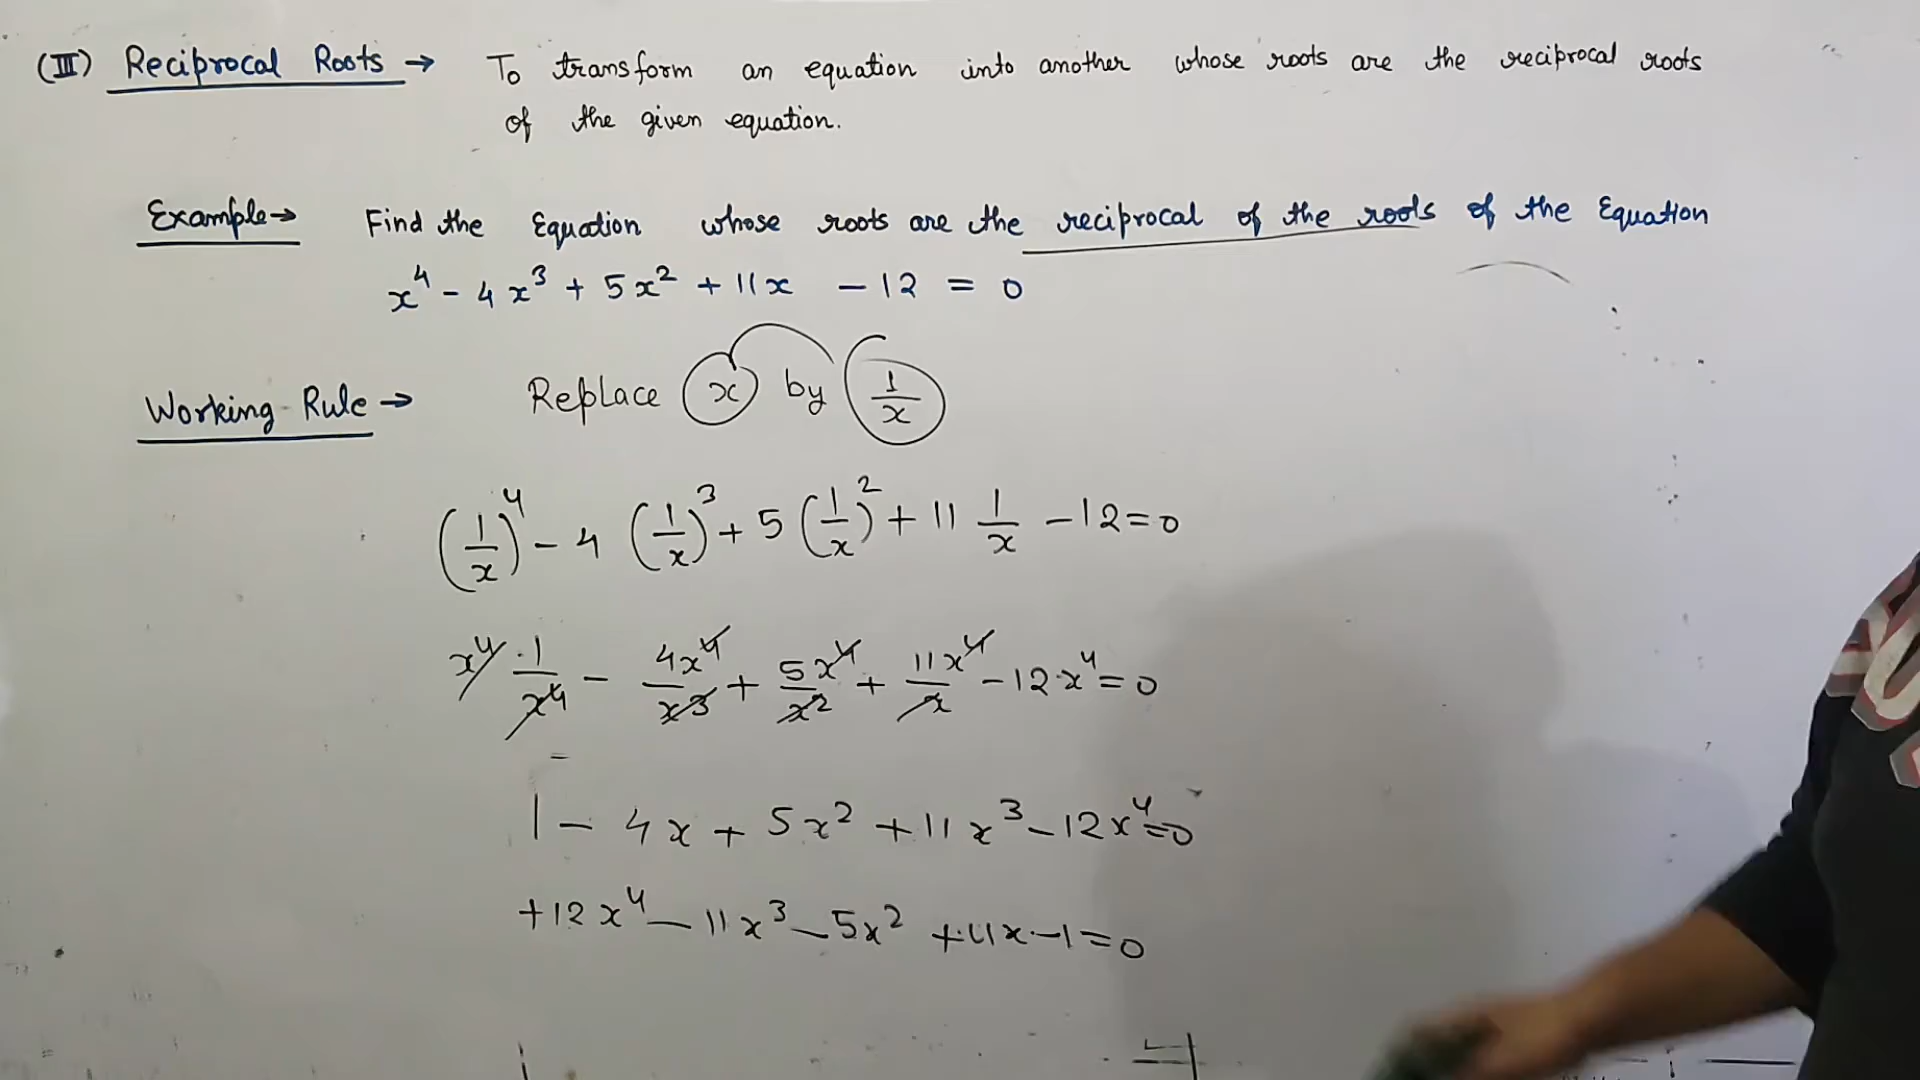 (III) Reciprocal Roots → To transform an equation into another whose roots are the reciprocal roots
of the given equation.
Example→ Find the Equation whose roots are the reciprocal of the roots of the Equation
x⁴ - 4x³ + 5x² + 11x - 12 = 0
Working Rule → Replace x by 1/x
(1/x)⁴ - 4 (1/x)³ + 5 (1/x)² + 11 1/x - 12 = 0
x⁴ · 1/x⁴ - 4x⁴/x³ + 5x⁴/x² + 11x⁴/x - 12·x⁴ = 0
1 - 4x + 5x² + 11x³ - 12x⁴ = 0
+12x⁴ - 11x³ - 5x² + 4x - 1 = 0